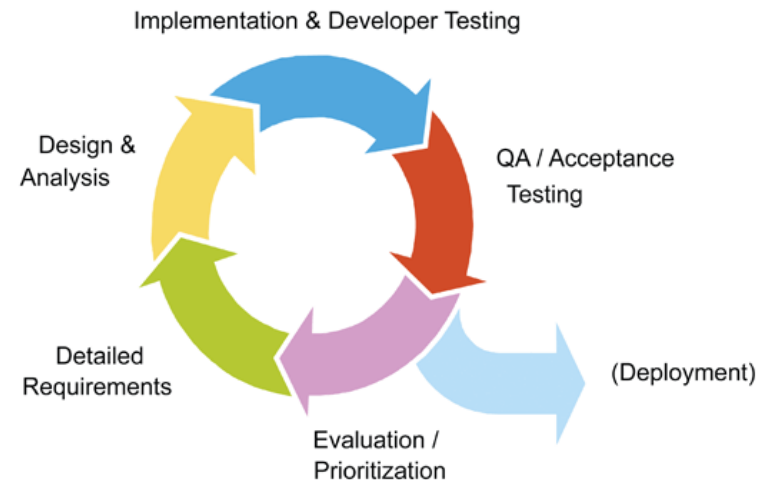 Implementation & Developer Testing
Design &
Analysis
QA / Acceptance
Testing
Detailed
Requirements
(Deployment)
Evaluation /
Prioritization